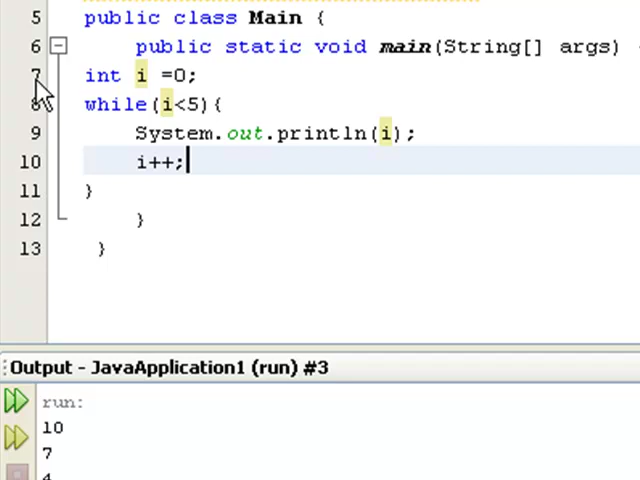 5 public class Main {
6 public static void main(String[] args)
7 int i =0;
8 while(i<5){
9 System.out.println(i);
10 i++;
11 }
12 }
13 }
Output - JavaApplication1 (run) #3
run:
10
7
4